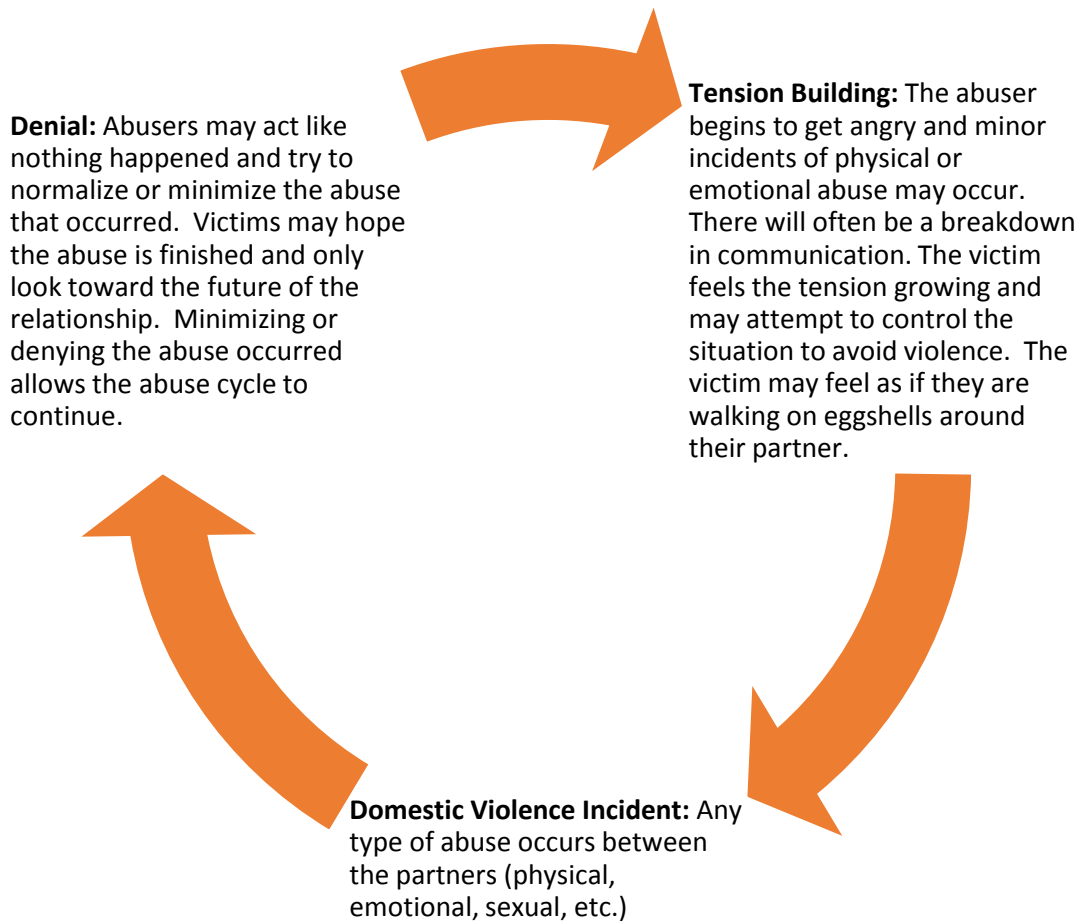 Denial: Abusers may act like
nothing happened and try to
normalize or minimize the abuse
that occurred.  Victims may hope
the abuse is finished and only
look toward the future of the
relationship.  Minimizing or
denying the abuse occurred
allows the abuse cycle to
continue.
Tension Building: The abuser
begins to get angry and minor
incidents of physical or
emotional abuse may occur.
There will often be a breakdown
in communication. The victim
feels the tension growing and
may attempt to control the
situation to avoid violence.  The
victim may feel as if they are
walking on eggshells around
their partner.
Domestic Violence Incident: Any
type of abuse occurs between
the partners (physical,
emotional, sexual, etc.)